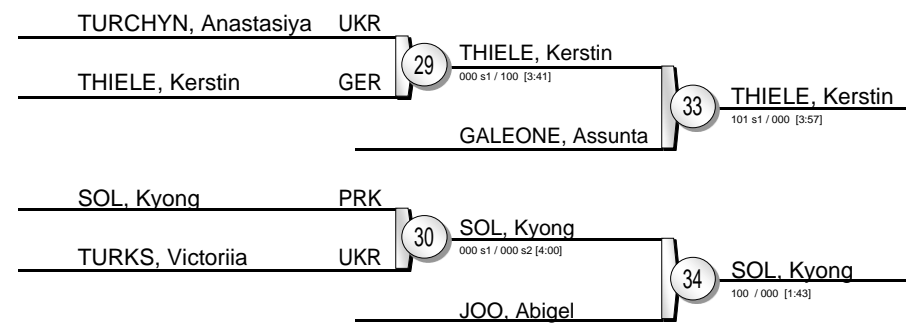 TURCHYN, Anastasiya UKR
THIELE, Kerstin GER
29
THIELE, Kerstin
000 s1 / 100 [3:41]
GALEONE, Assunta
33
THIELE, Kerstin
101 s1 / 000 [3:57]
SOL, Kyong PRK
TURKS, Victoriia UKR
30
SOL, Kyong
000 s1 / 000 s2 [4:00]
JOO, Abigel
34
SOL, Kyong
100 / 000 [1:43]